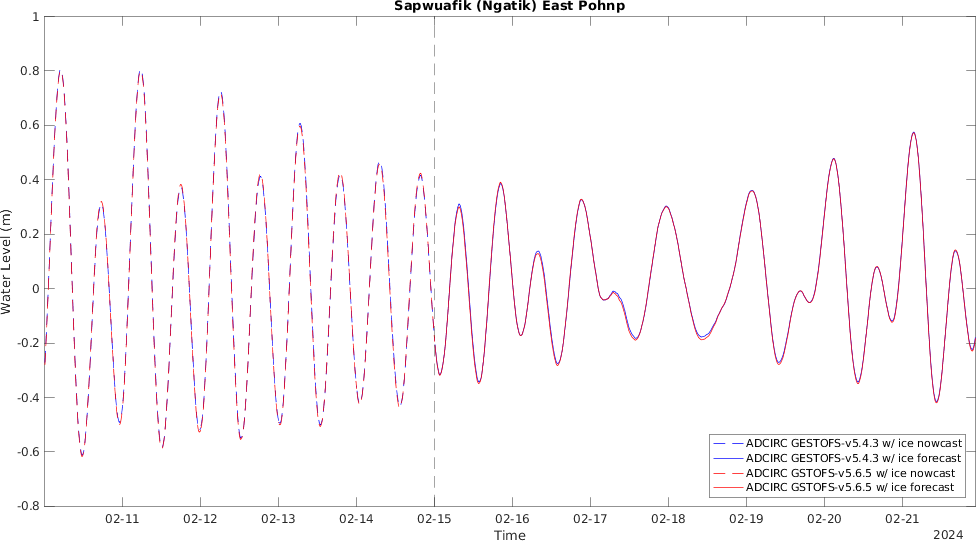 Sapwuafik (Ngatik) East Pohnp
1
0.8
0.6
0.4
0.2
0
-0.2
-0.4
-0.6
-0.8
Water Level (m)
ADCIRC GESTOFS-v5.4.3 w/ ice nowcast
ADCIRC GESTOFS-v5.4.3 w/ ice forecast
ADCIRC GSTOFS-v5.6.5 w/ ice nowcast
ADCIRC GSTOFS-v5.6.5 w/ ice forecast
02-11 02-12 02-13 02-14 02-15 02-16 02-17 02-18 02-19 02-20 02-21
Time
2024